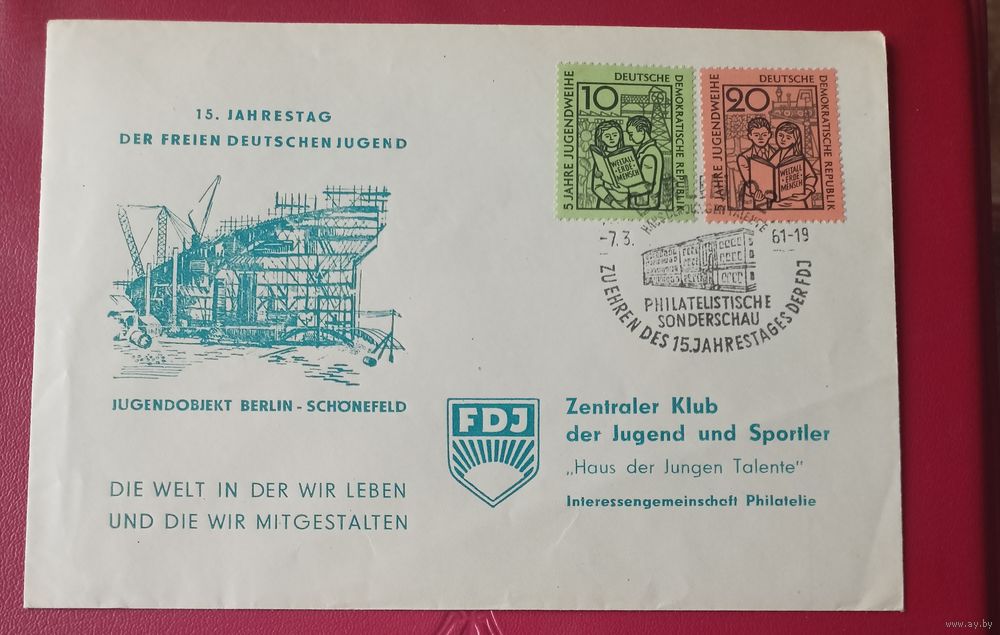 15. JAHRESTAG
DER FREIEN DEUTSCHEN JUGEND
JUGENDOBJEKT BERLIN - SCHÖNEFELD
DIE WELT IN DER WIR LEBEN
UND DIE WIR MITGESTALTEN
10
DEUTSCHE
DEMOKRATISCHE REPUBLIK
5 JAHRE JUGENDWEIHE
WELTALL
ERDE
MENSCH
20
DEUTSCHE
DEMOKRATISCHE REPUBLIK
5 JAHRE JUGENDWEIHE
WELTALL
ERDE
MENSCH
-7.3.
61-19
PHILATELISTISCHE
SONDERSCHAU
ZU EHREN DES 15. JAHRESTAGES DER FDJ
FDJ
Zentraler Klub
der Jugend und Sportler
„Haus der Jungen Talente"
Interessengemeinschaft Philatelie
www.ay.by